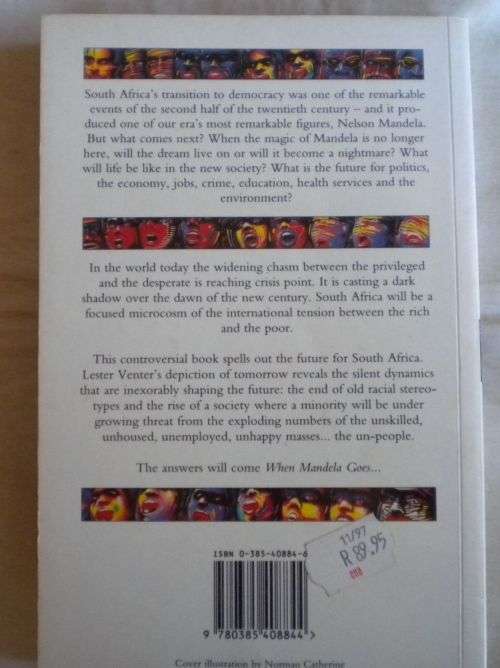 South Africa's transition to democracy was one of the remarkable
events of the second half of the twentieth century – and it pro-
duced one of our era's most remarkable figures, Nelson Mandela.
But what comes next? When the magic of Mandela is no longer
here, will the dream live on or will it become a nightmare? What
will life be like in the new society? What is the future for politics,
the economy, jobs, crime, education, health services and the
environment?
In the world today the widening chasm between the privileged
and the desperate is reaching crisis point. It is casting a dark
shadow over the dawn of the new century. South Africa will be a
focused microcosm of the international tension between the rich
and the poor.
This controversial book spells out the future for South Africa.
Lester Venter's depiction of tomorrow reveals the silent dynamics
that are inexorably shaping the future: the end of old racial stereo-
types and the rise of a society where a minority will be under
growing threat from the exploding numbers of the unskilled,
unhoused, unemployed, unhappy masses... the un-people.
The answers will come When Mandela Goes...
11/97
R 89.95
ISBN 0-385-40884-6
9 780385 408844 >
Cover illustration by Norman Catherine